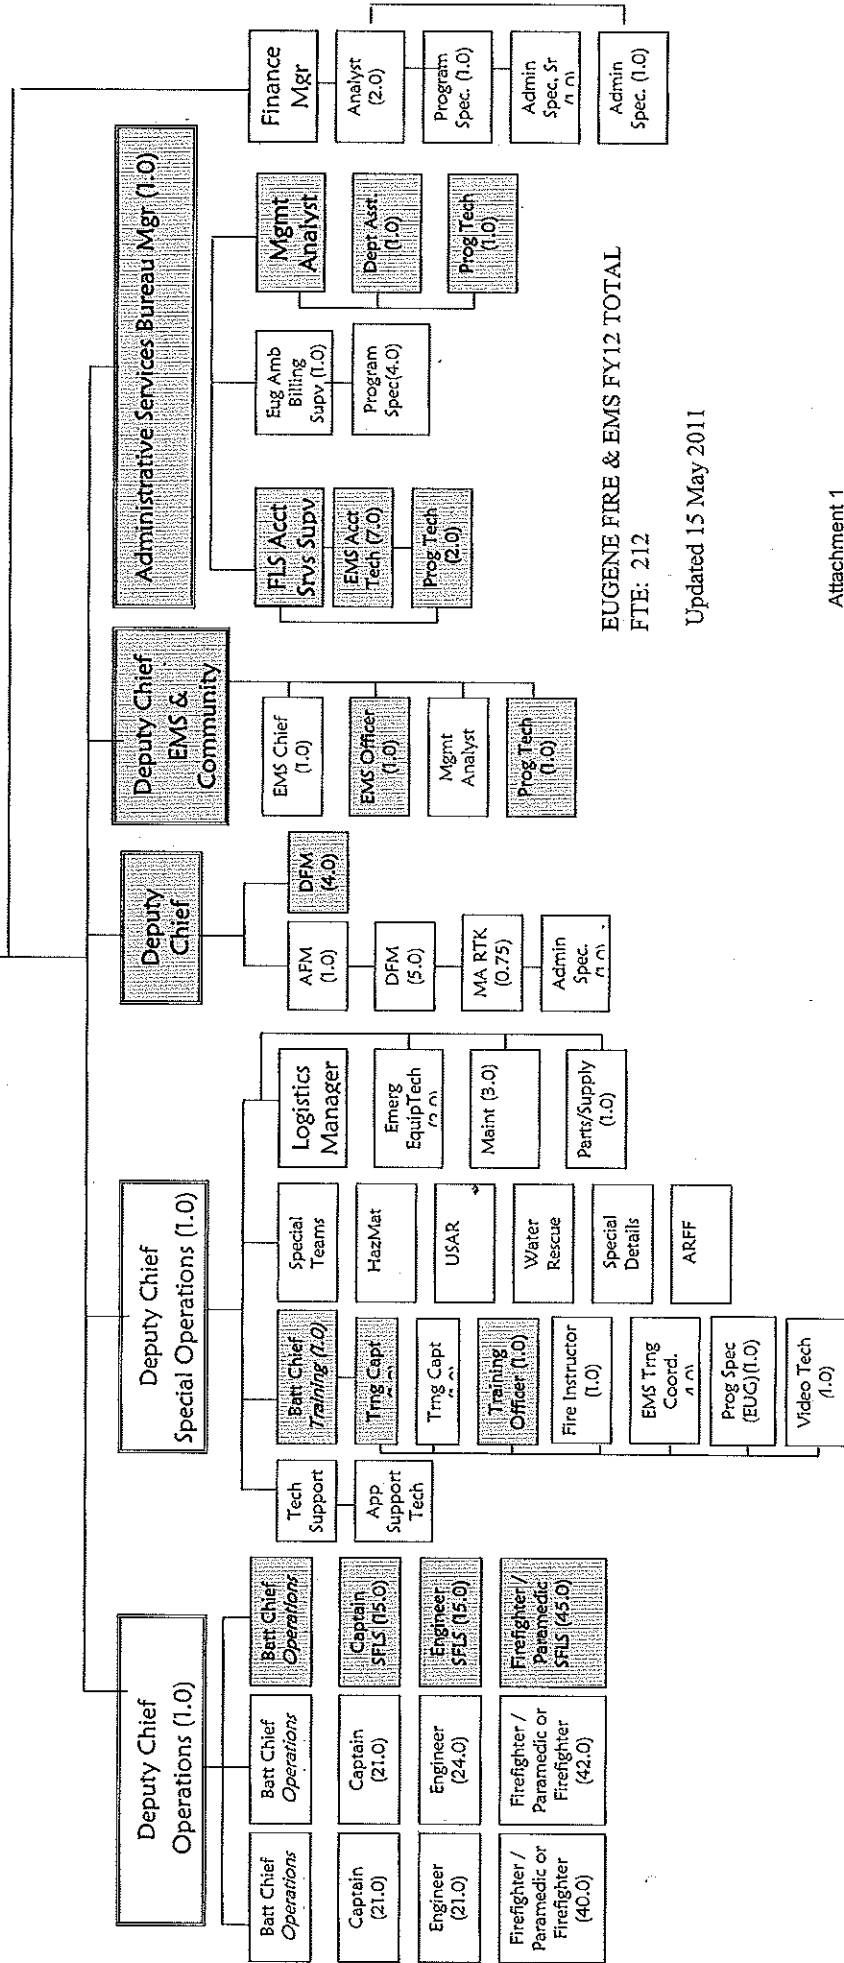 Deputy Chief
Operations (1.0)
Batt Chief
Operations
Captain
(21.0)
Engineer
(21.0)
Firefighter /
Paramedic or
Firefighter
(40.0)
Batt Chief
Operations
Captain
(21.0)
Engineer
(24.0)
Firefighter /
Paramedic or
Firefighter
(42.0)
Batt Chief
Operations
Captain
SFLS (15.0)
Engineer
SFLS (15.0)
Firefighter /
Paramedic
SFLS (45.0)
Deputy Chief
Special Operations (1.0)
Tech
Support
App
Support
Tech
Batt Chief
Training (1.0)
Trng Capt
Trng Capt
Training
Officer (1.0)
Fire Instructor
(1.0)
EMS Trng
Coord.
Prog Spec
(EUG)(1.0)
Video Tech
(1.0)
Special
Teams
HazMat
USAR
Water
Rescue
Special
Details
ARFF
Logistics
Manager
Emerg
EquipTech
Maint (3.0)
Parts/Supply
(1.0)
Deputy
Chief
AFM
(1.0)
DFM
(5.0)
MA RTK
(0.75)
Admin
Spec.
DFM
(4.0)
Deputy Chief
EMS &
Community
EMS Chief
(1.0)
EMS Officer
(1.0)
Mgmt
Analyst
Prog Tech
(1.0)
Administrative Services Bureau Mgr (1.0)
FLS Acct
Srvs Supv
EMS Acct
Tech (7.0)
Prog Tech
(2.0)
Eug Amb
Billing
Supv (1.0)
Program
Spec(4.0)
Mgmt
Analyst
Dept Asst.
(1.0)
Prog Tech
(1.0)
Finance
Mgr
Analyst
(2.0)
Program
Spec. (1.0)
Admin
Spec, Sr
Admin
Spec. (1.0)
EUGENE FIRE & EMS FY12 TOTAL
FTE: 212
Updated 15 May 2011
Attachment 1